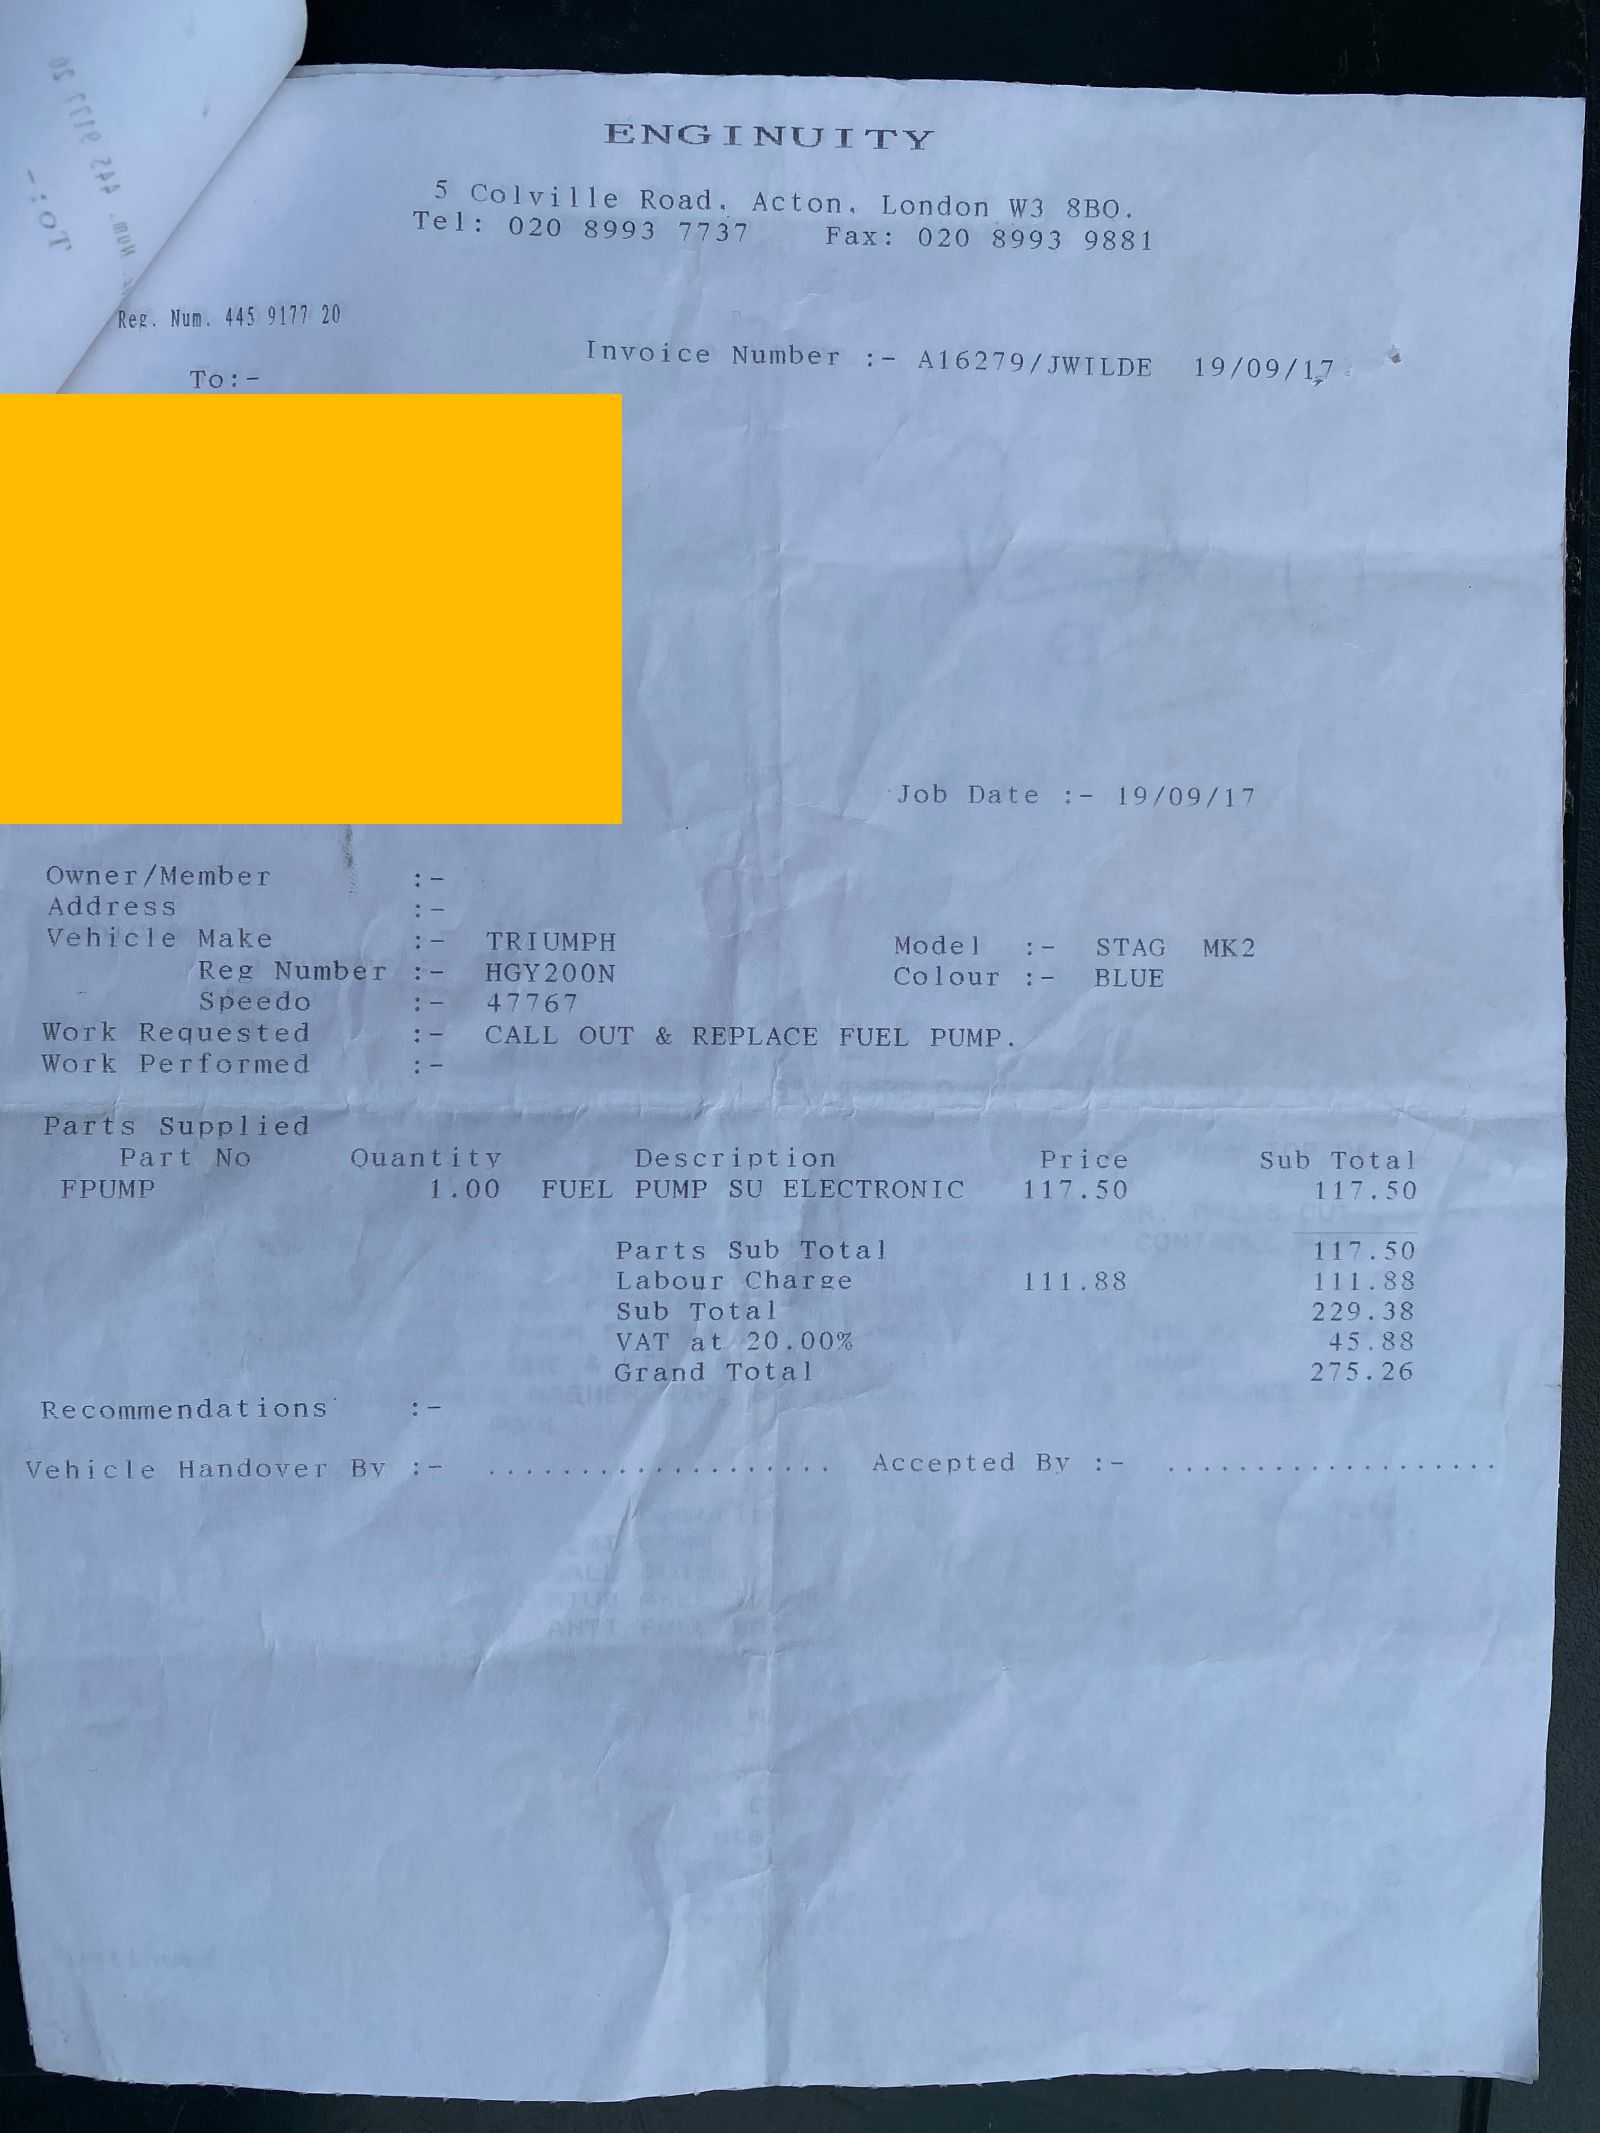 ENGINUITY
5 Colville Road, Acton, London W3 8BO.
Tel: 020 8993 7737 Fax: 020 8993 9881
Reg. Num. 445 9177 20
Invoice Number :- A16279/JWILDE 19/09/17
To:-
Job Date :- 19/09/17
Owner/Member :-
Address :-
Vehicle Make :- TRIUMPH Model :- STAG MK2
Reg Number :- HGY200N Colour :- BLUE
Speedo :- 47767
Work Requested :- CALL OUT & REPLACE FUEL PUMP.
Work Performed :-
Parts Supplied
Part No Quantity Description Price Sub Total
FPUMP 1.00 FUEL PUMP SU ELECTRONIC 117.50 117.50
Parts Sub Total 117.50
Labour Charge 111.88 111.88
Sub Total 229.38
VAT at 20.00% 45.88
Grand Total 275.26
Recommendations :-
Vehicle Handover By :- ................... Accepted By :- ..................